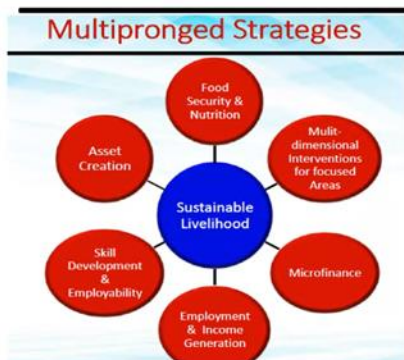 Multipronged Strategies
Food
Security &
Nutrition
Mulit-
dimensional
Interventions
for focused
Areas
Asset
Creation
Sustainable
Livelihood
Skill
Development
&
Employability
Microfinance
Employment
& Income
Generation